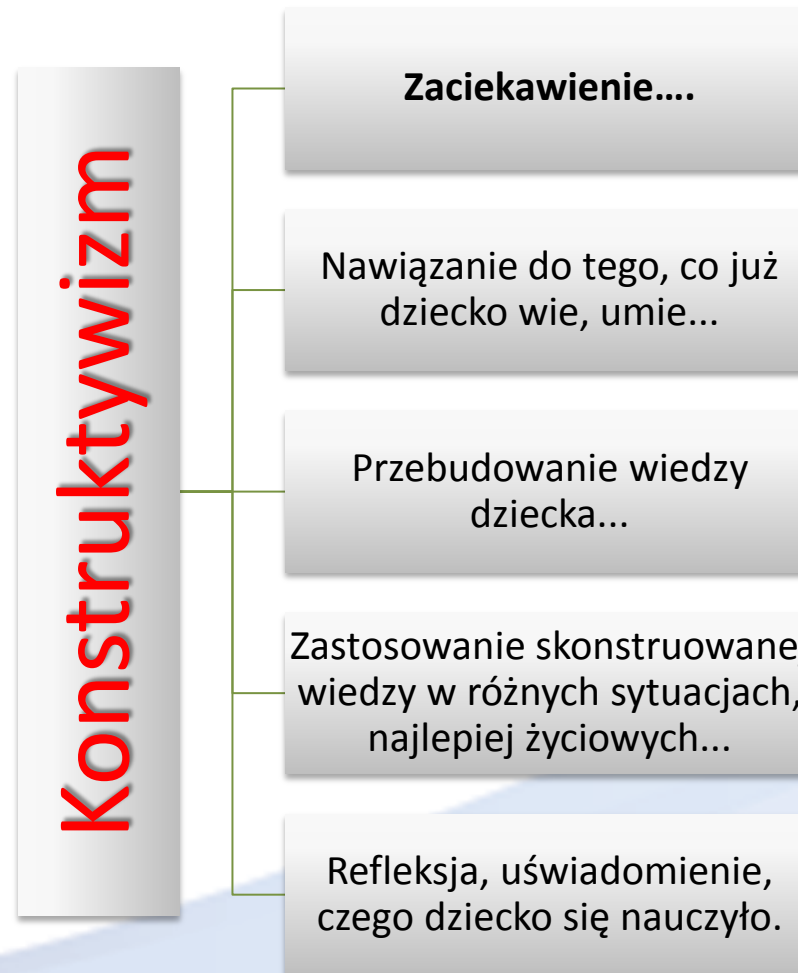 Konstruktywizm
Zaciekawienie....
Nawiązanie do tego, co już
dziecko wie, umie...
Przebudowanie wiedzy
dziecka...
Zastosowanie skonstruowane
wiedzy w różnych sytuacjach,
najlepiej życiowych...
Refleksja, uświadomienie,
czego dziecko się nauczyło.